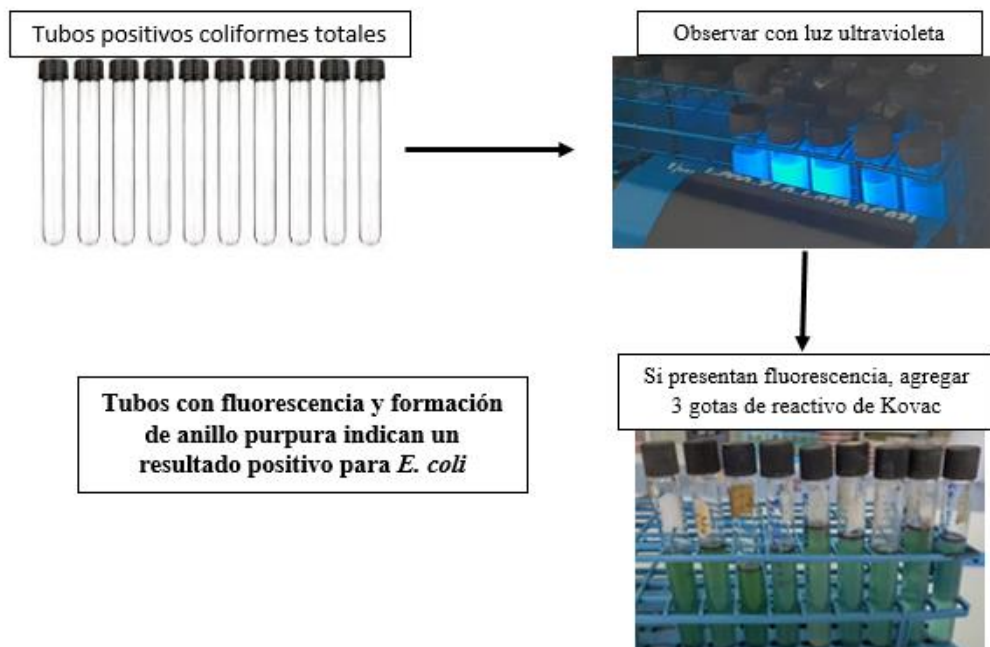 Tubos positivos coliformes totales
Observar con luz ultravioleta
Si presentan fluorescencia, agregar
3 gotas de reactivo de Kovac
Tubos con fluorescencia y formación
de anillo purpura indican un
resultado positivo para E. coli